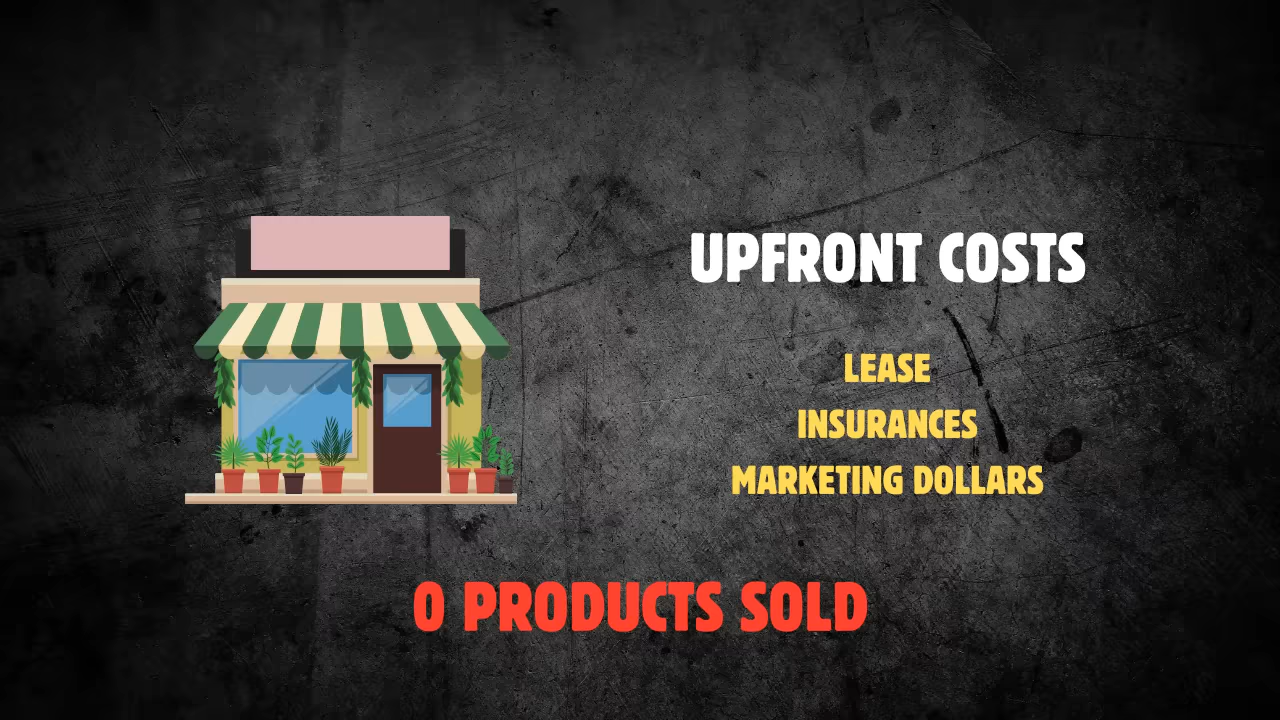 UPFRONT COSTS
LEASE
INSURANCES
MARKETING DOLLARS
0 PRODUCTS SOLD